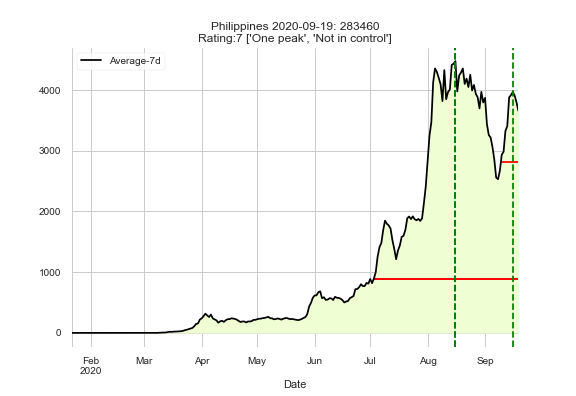 Philippines 2020-09-19: 283460
Rating:7 ['One peak', 'Not in control']
Average-7d
4000
3000
2000
1000
0
Feb Mar Apr May Jun Jul Aug Sep
2020
Date